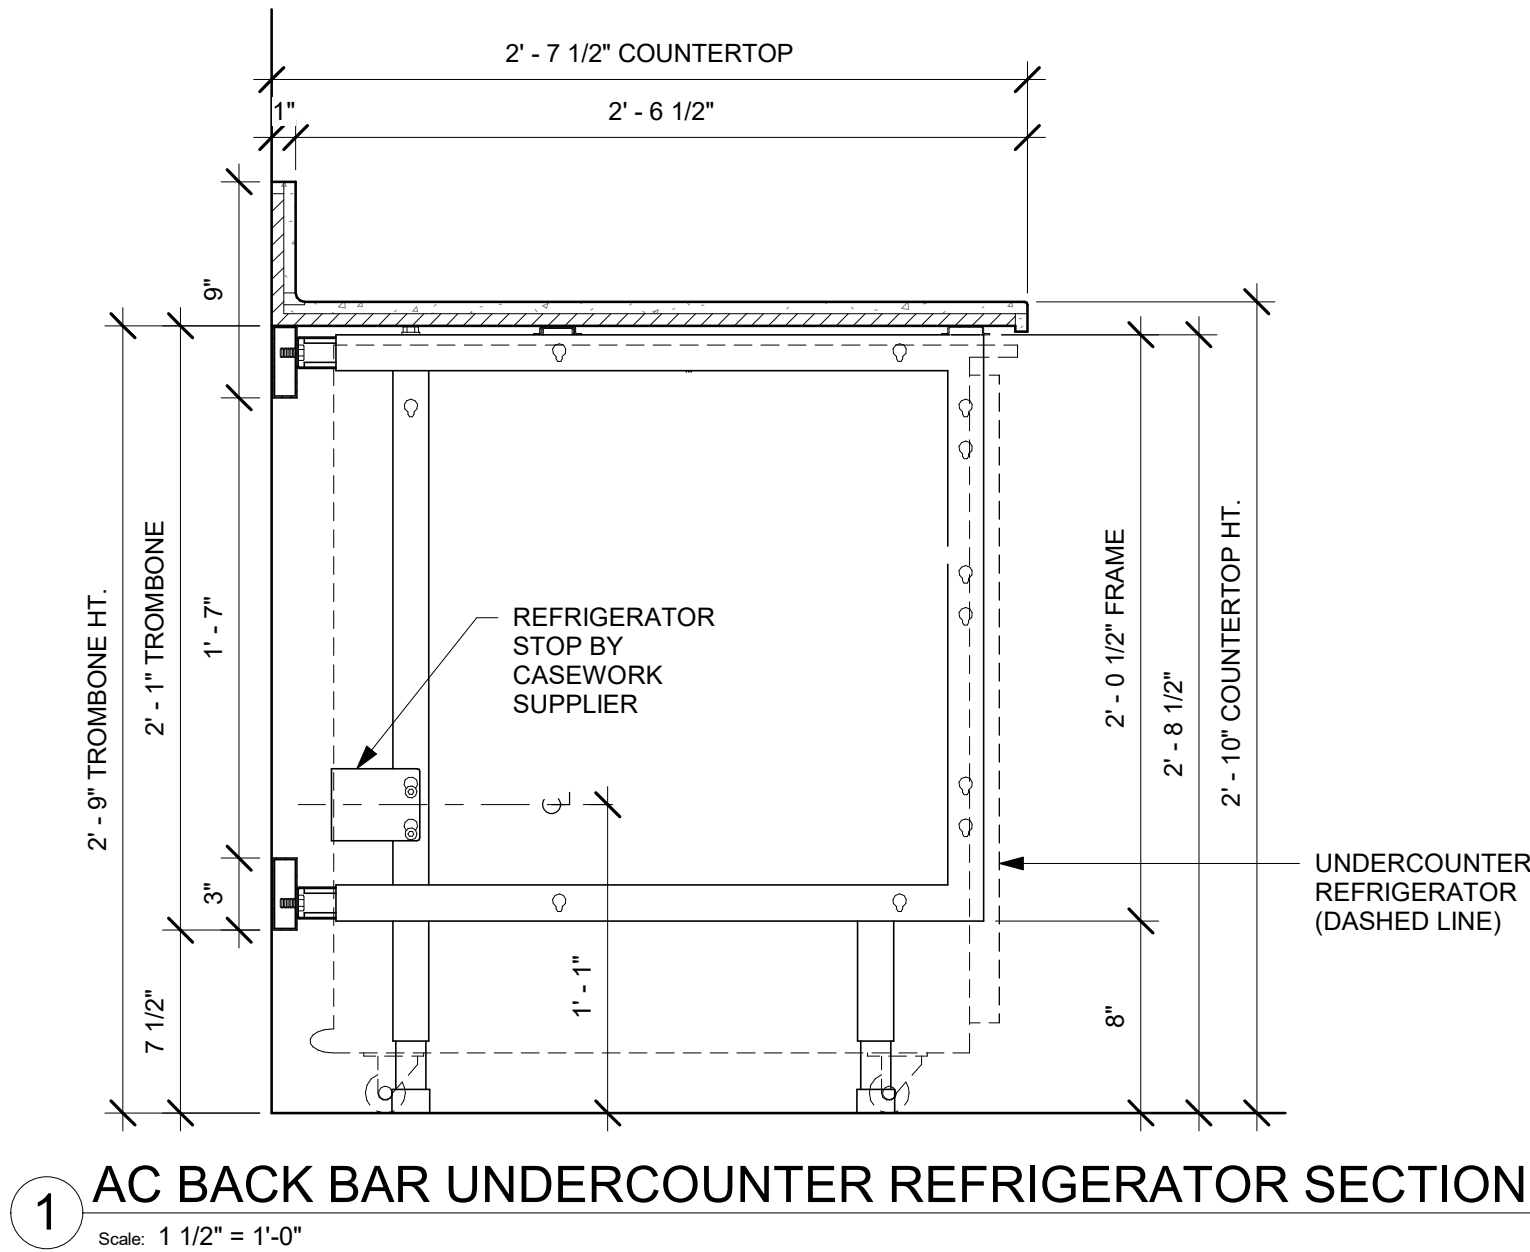 2' - 7 1/2" COUNTERTOP
1"
2' - 6 1/2"
9"
2' - 9" TROMBONE HT.
2' - 1" TROMBONE
1' - 7"
3"
7 1/2"
REFRIGERATOR
STOP BY
CASEWORK
SUPPLIER
1' - 1"
2' - 0 1/2" FRAME
2' - 8 1/2"
2' - 10" COUNTERTOP HT.
8"
UNDERCOUNTER
REFRIGERATOR
(DASHED LINE)
1
AC BACK BAR UNDERCOUNTER REFRIGERATOR SECTION
Scale: 1 1/2" = 1'-0"